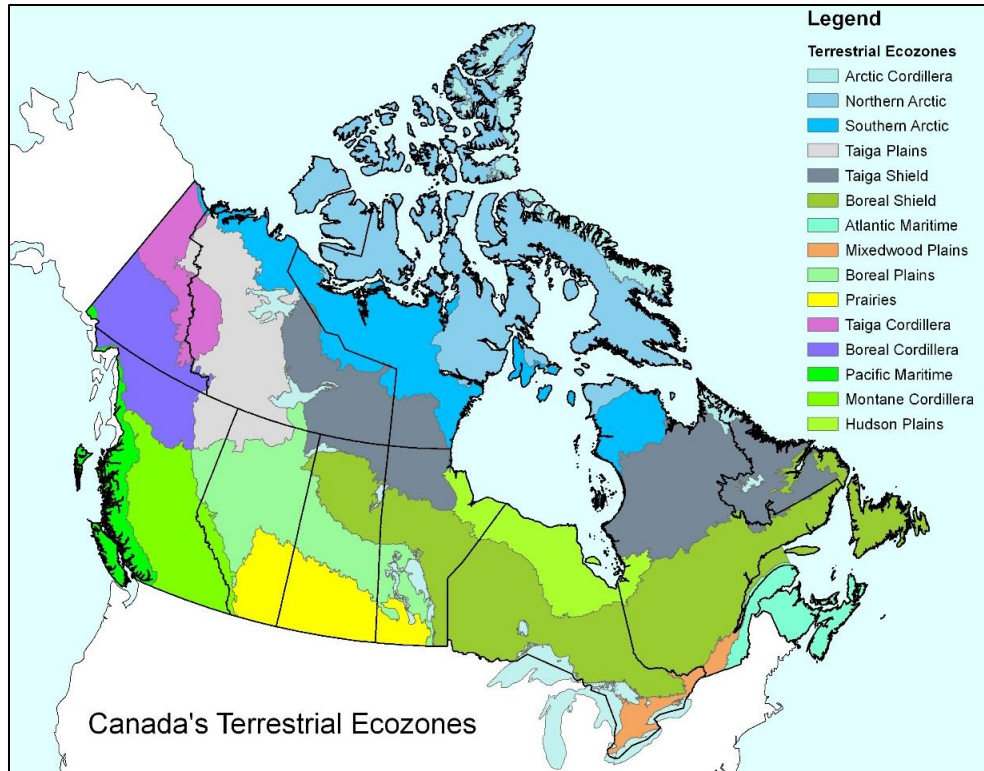 Legend
Terrestrial Ecozones
Arctic Cordillera
Northern Arctic
Southern Arctic
Taiga Plains
Taiga Shield
Boreal Shield
Atlantic Maritime
Mixedwood Plains
Boreal Plains
Prairies
Taiga Cordillera
Boreal Cordillera
Pacific Maritime
Montane Cordillera
Hudson Plains
Canada's Terrestrial Ecozones